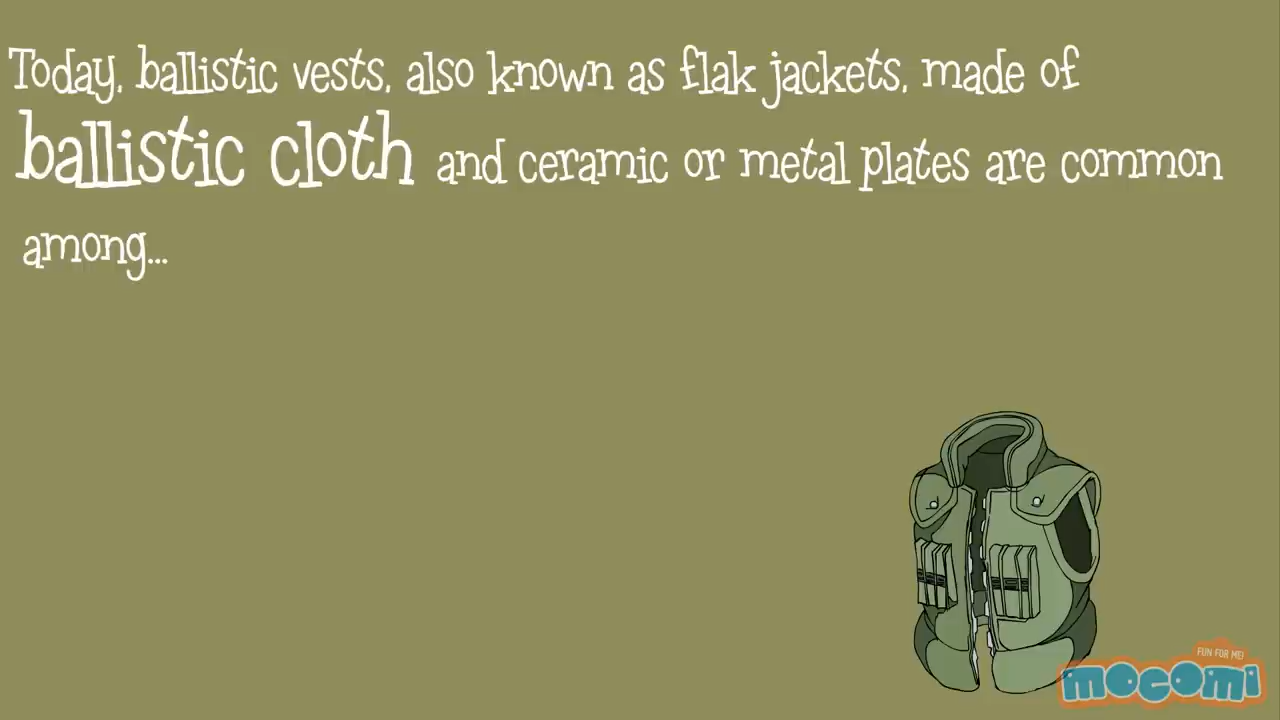 Today, ballistic vests, also known as flak jackets, made of
ballistic cloth and ceramic or metal plates are common
among...
FUN FOR ME!
mocomi